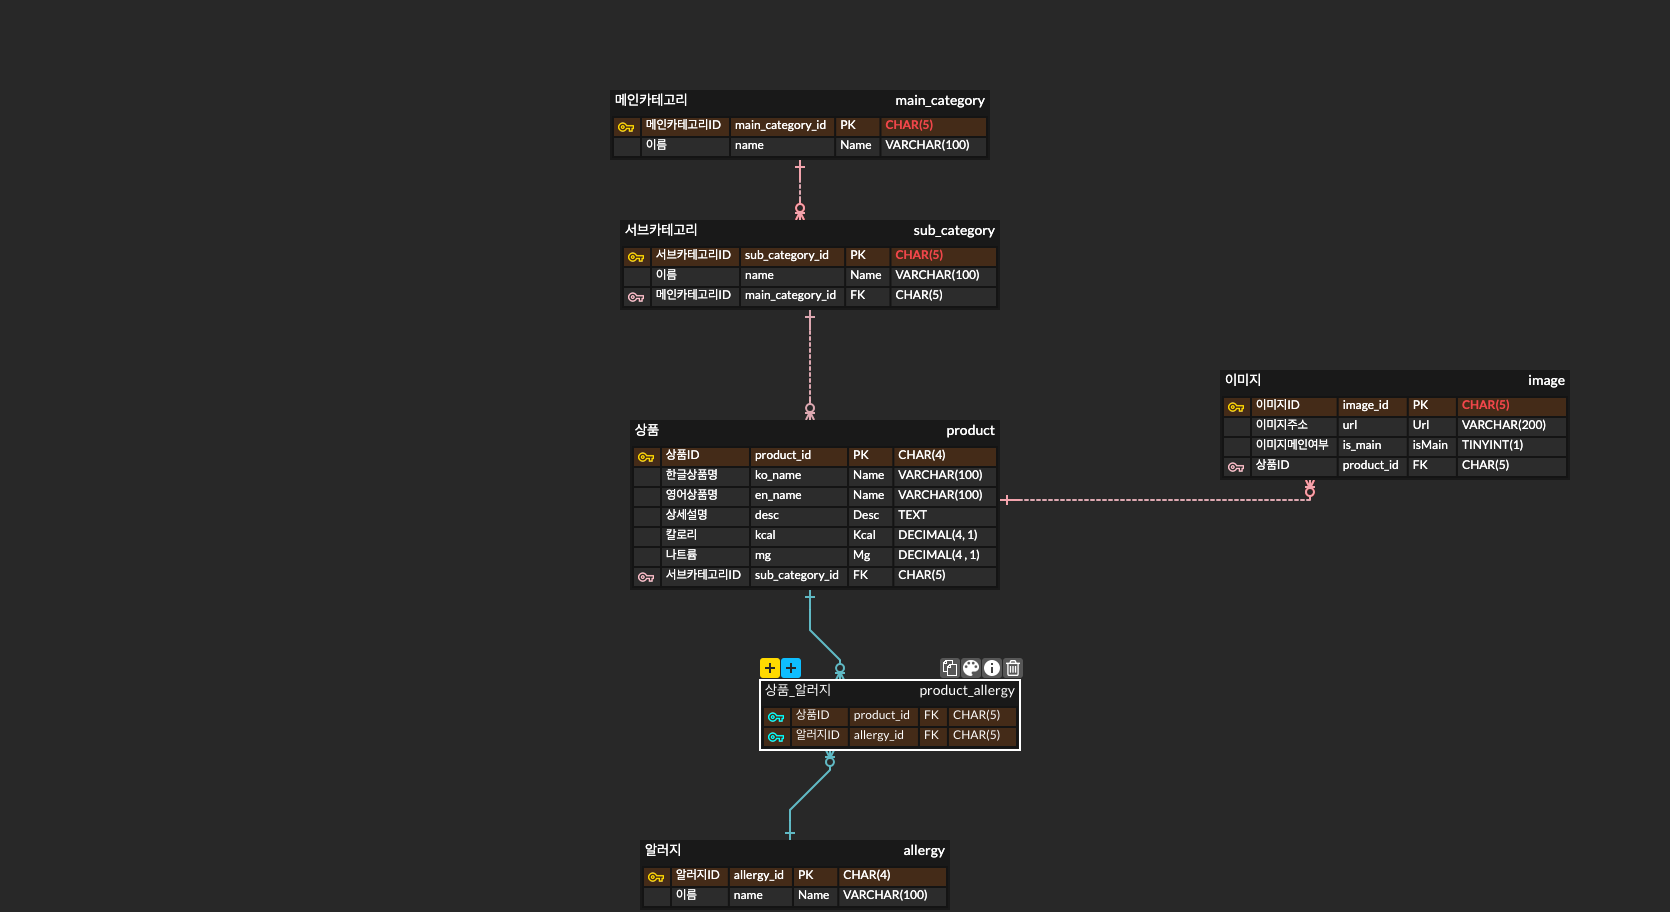 메인카테고리 main_category
메인카테고리ID main_category_id PK CHAR(5)
이름 name Name VARCHAR(100)
서브카테고리 sub_category
서브카테고리ID sub_category_id PK CHAR(5)
이름 name Name VARCHAR(100)
메인카테고리ID main_category_id FK CHAR(5)
이미지 image
이미지ID image_id PK CHAR(5)
이미지주소 url Url VARCHAR(200)
이미지메인여부 is_main isMain TINYINT(1)
상품ID product_id FK CHAR(5)
상품 product
상품ID product_id PK CHAR(4)
한글상품명 ko_name Name VARCHAR(100)
영어상품명 en_name Name VARCHAR(100)
상세설명 desc Desc TEXT
칼로리 kcal Kcal DECIMAL(4, 1)
나트륨 mg Mg DECIMAL(4 , 1)
서브카테고리ID sub_category_id FK CHAR(5)
상품_알러지 product_allergy
상품ID product_id FK CHAR(5)
알러지ID allergy_id FK CHAR(5)
알러지 allergy
알러지ID allergy_id PK CHAR(4)
이름 name Name VARCHAR(100)